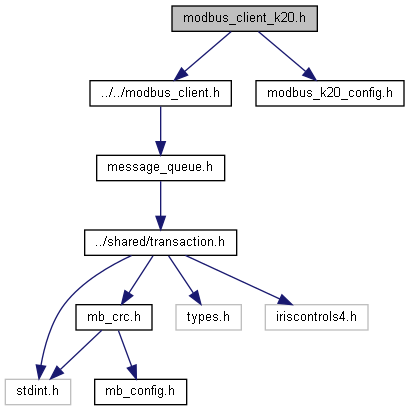 modbus_client_k20.h
../../modbus_client.h
modbus_k20_config.h
message_queue.h
../shared/transaction.h
mb_crc.h
types.h
iriscontrols4.h
stdint.h
mb_config.h